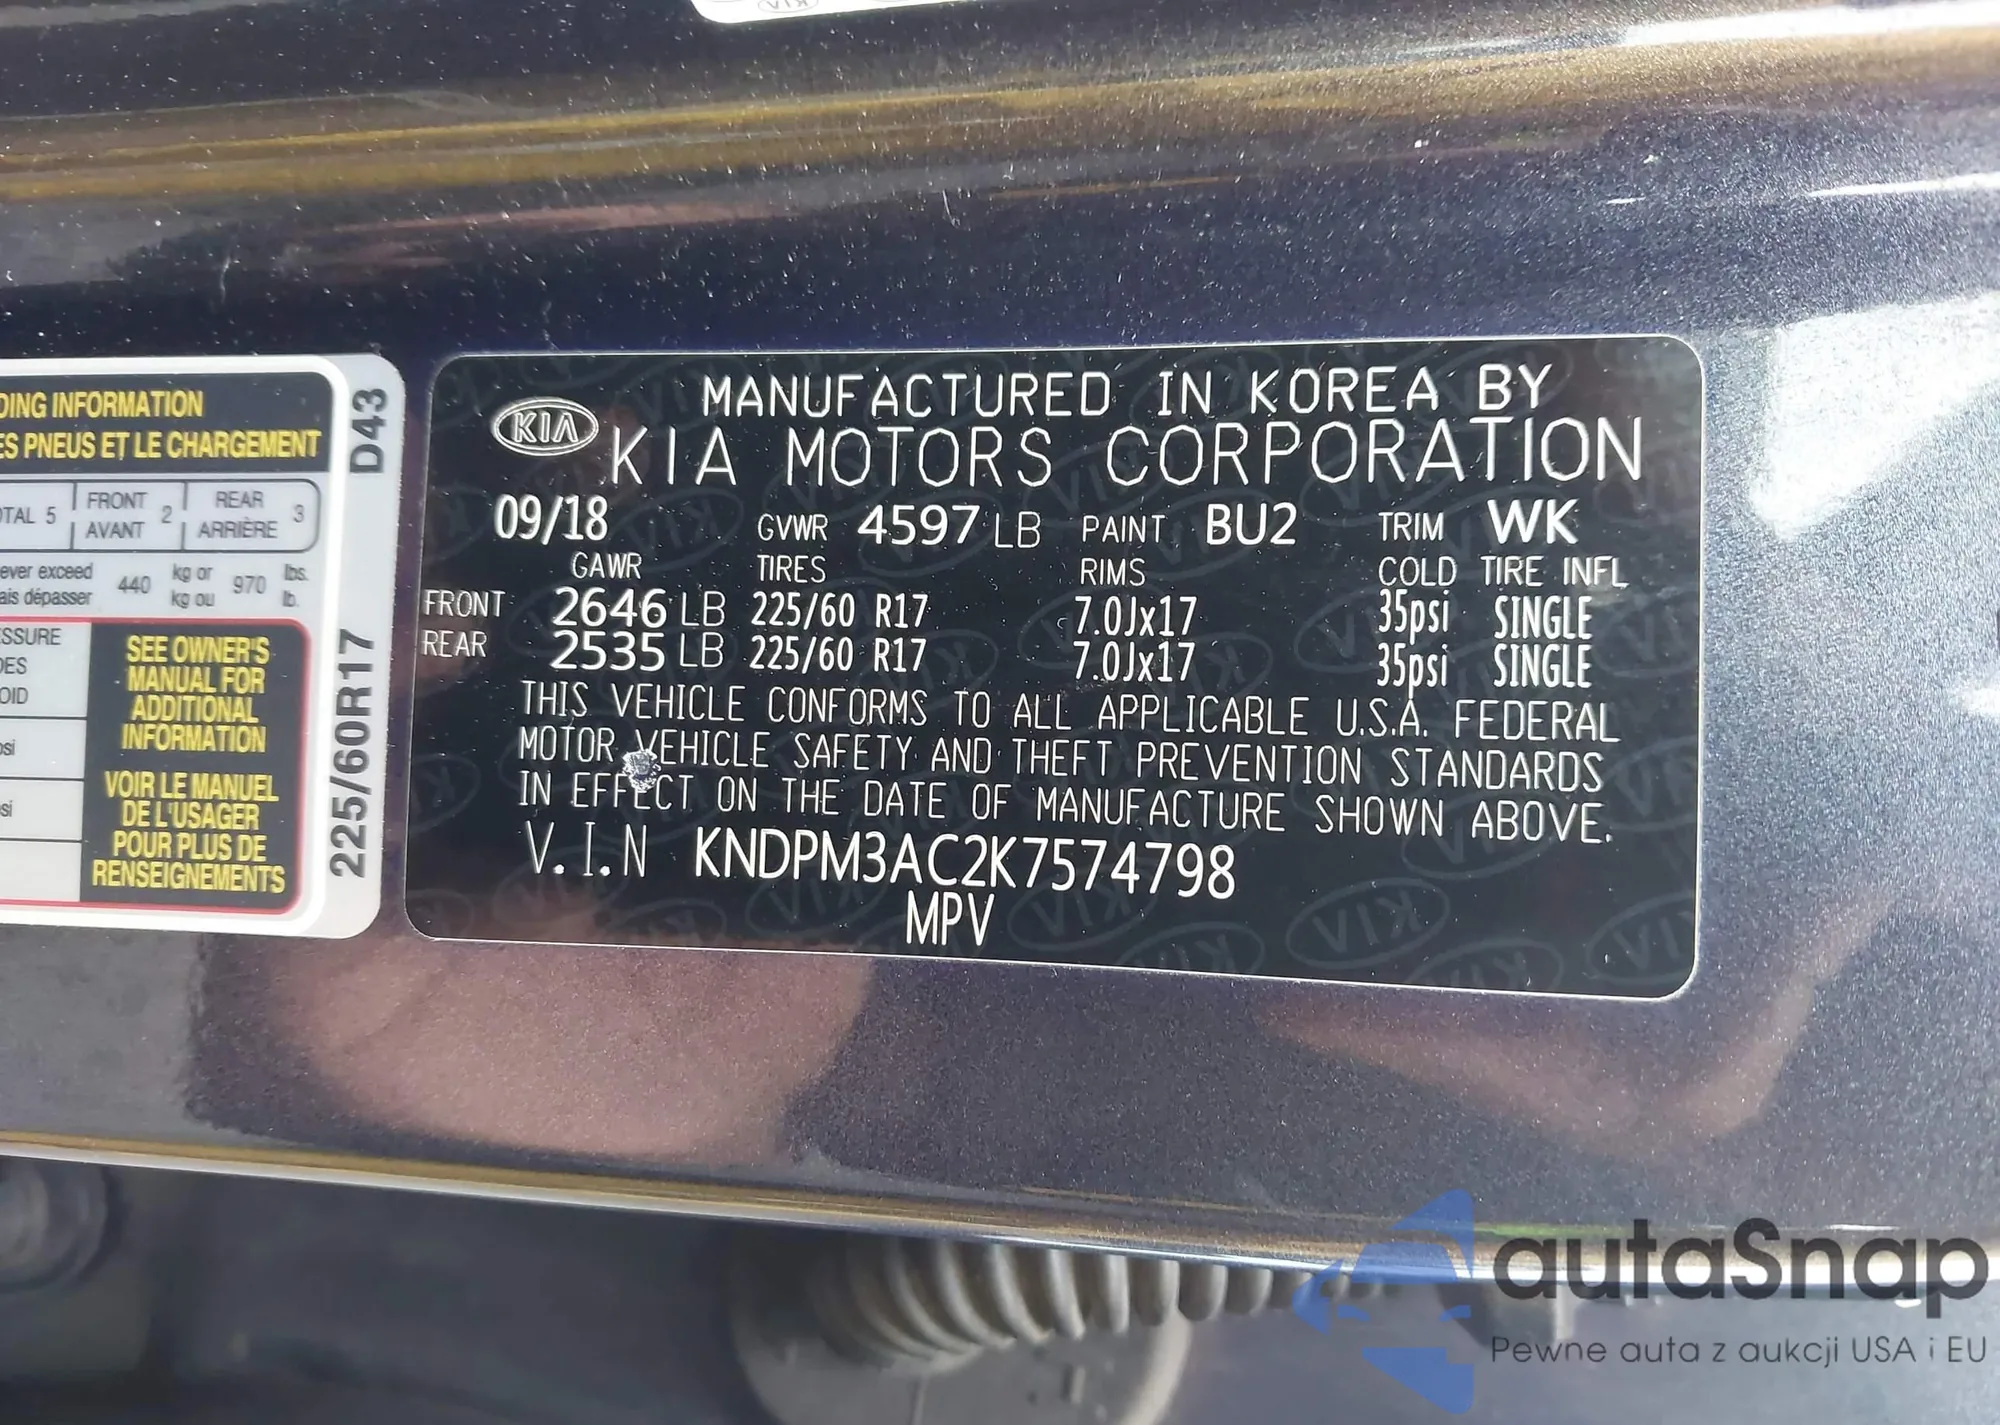 DING INFORMATION
ES PNEUS ET LE CHARGEMENT
D43
TOTAL 5 FRONT AVANT 2 REAR ARRIÈRE 3
ever exceed 440 kg or 970 lbs.
ais dépasser kg ou lb.
ESSURE
DES
OID
SEE OWNER'S
MANUAL FOR
ADDITIONAL
INFORMATION
VOIR LE MANUEL
DE L'USAGER
POUR PLUS DE
RENSEIGNEMENTS
225/60R17
KIA
MANUFACTURED IN KOREA BY
KIA MOTORS CORPORATION
09/18 GVWR 4597 LB PAINT BU2 TRIM WK
GAWR TIRES RIMS COLD TIRE INFL
FRONT 2646 LB 225/60 R17 7.0Jx17 35psi SINGLE
REAR 2535 LB 225/60 R17 7.0Jx17 35psi SINGLE
THIS VEHICLE CONFORMS TO ALL APPLICABLE U.S.A. FEDERAL
MOTOR VEHICLE SAFETY AND THEFT PREVENTION STANDARDS
IN EFFECT ON THE DATE OF MANUFACTURE SHOWN ABOVE.
V.I.N KNDPM3AC2K7574798
MPV
autaSnap
Pewne auta z aukcji USA i EU